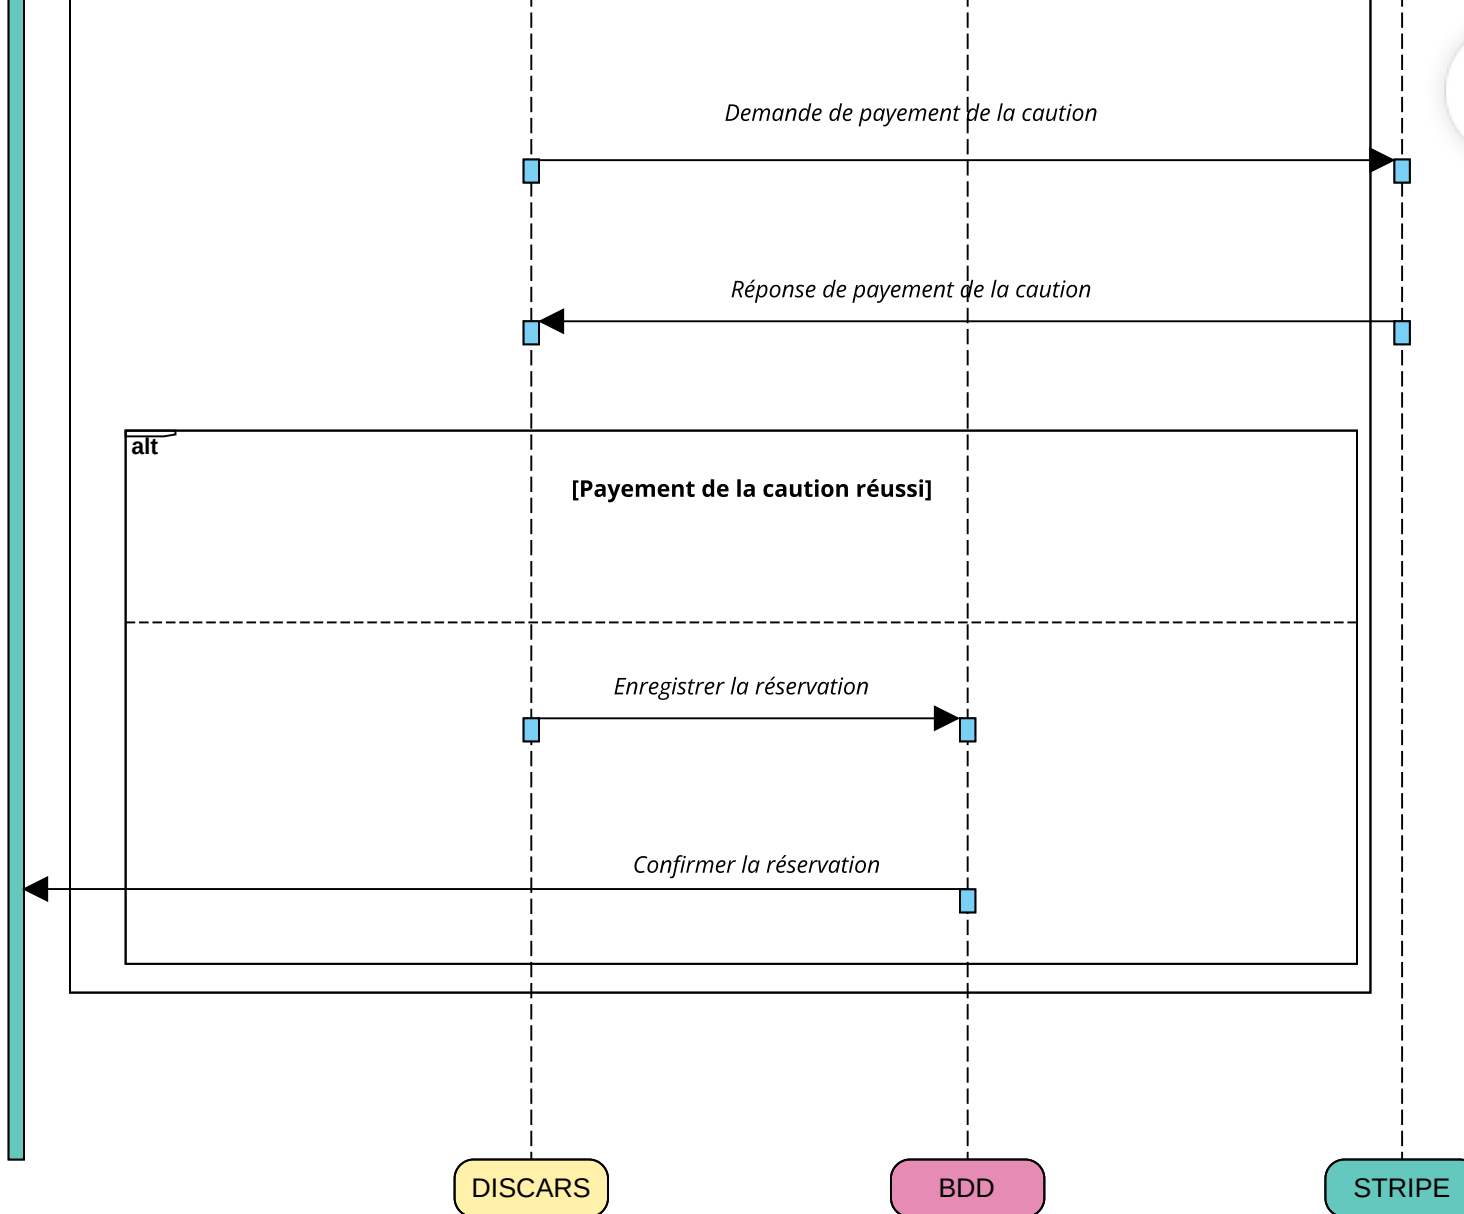 Demande de payement de la caution
Réponse de payement de la caution
alt
[Payement de la caution réussi]
Enregistrer la réservation
Confirmer la réservation
DISCARS
BDD
STRIPE